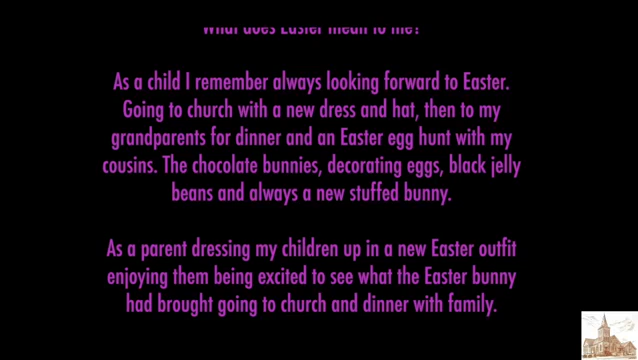 What does Easter mean to me?
As a child I remember always looking forward to Easter.
Going to church with a new dress and hat, then to my
grandparents for dinner and an Easter egg hunt with my
cousins. The chocolate bunnies, decorating eggs, black jelly
beans and always a new stuffed bunny.
As a parent dressing my children up in a new Easter outfit
enjoying them being excited to see what the Easter bunny
had brought going to church and dinner with family.